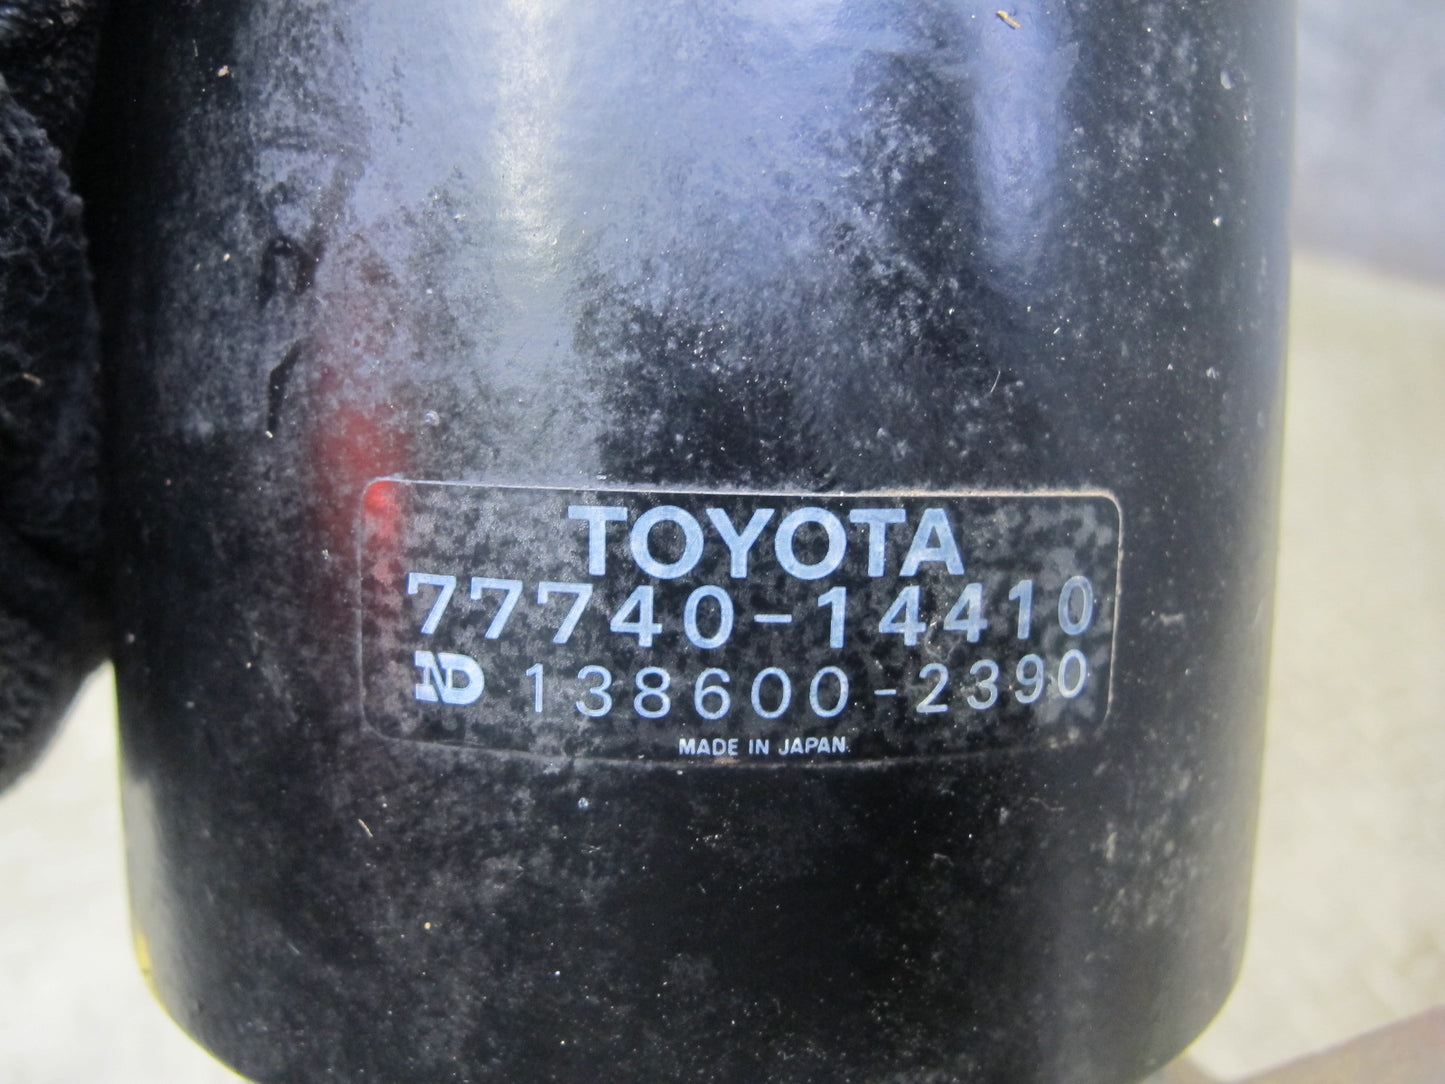 TOYOTA
77740-14410
ND 138600-2390
MADE IN JAPAN.